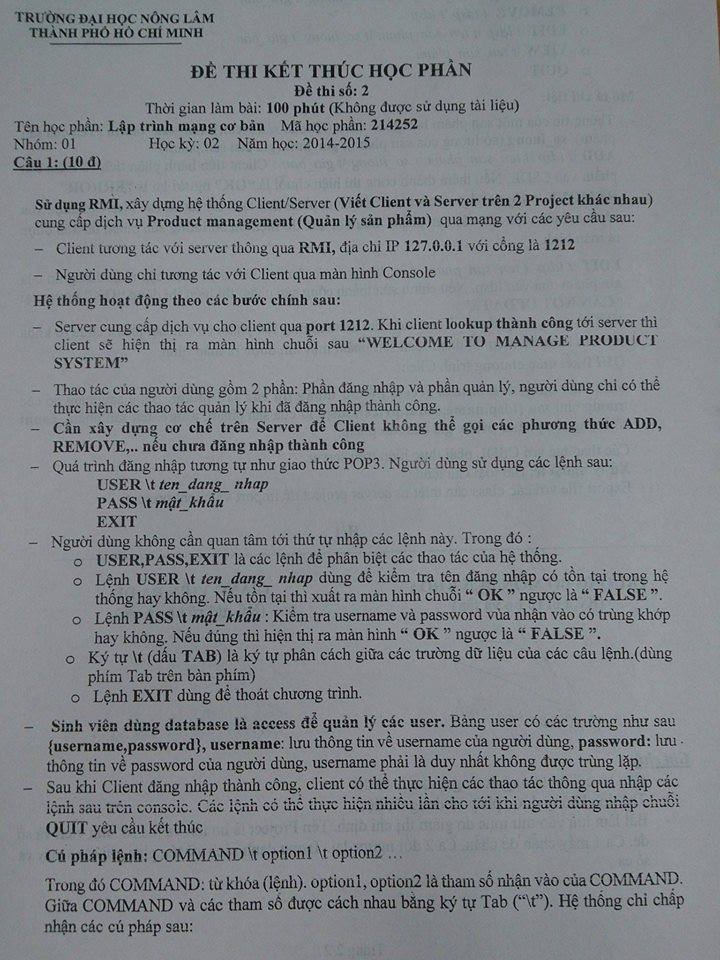 TRƯỜNG ĐẠI HỌC NÔNG LÂM
THÀNH PHỐ HỒ CHÍ MINH
ĐỀ THI KẾT THÚC HỌC PHẦN
Đề thi số: 2
Thời gian làm bài: 100 phút (Không được sử dụng tài liệu)
Tên học phần: Lập trình mạng cơ bản Mã học phần: 214252
Nhóm: 01 Học kỳ: 02 Năm học: 2014-2015
Câu 1: (10 đ)
Sử dụng RMI, xây dựng hệ thống Client/Server (Viết Client và Server trên 2 Project khác nhau)
cung cấp dịch vụ Product management (Quản lý sản phẩm) qua mạng với các yêu cầu sau:
– Client tương tác với server thông qua RMI, địa chỉ IP 127.0.0.1 với cổng là 1212
– Người dùng chỉ tương tác với Client qua màn hình Console
Hệ thống hoạt động theo các bước chính sau:
– Server cung cấp dịch vụ cho client qua port 1212. Khi client lookup thành công tới server thì
client sẽ hiện thị ra màn hình chuỗi sau “WELCOME TO MANAGE PRODUCT
SYSTEM”
– Thao tác của người dùng gồm 2 phần: Phần đăng nhập và phần quản lý, người dùng chỉ có thể
thực hiện các thao tác quản lý khi đã đăng nhập thành công.
– Cần xây dựng cơ chế trên Server để Client không thể gọi các phương thức ADD,
REMOVE,.. nếu chưa đăng nhập thành công
– Quá trình đăng nhập tương tự như giao thức POP3. Người dùng sử dụng các lệnh sau:
USER \t ten_dang_ nhap
PASS \t mật_khẩu
EXIT
– Người dùng không cần quan tâm tới thứ tự nhập các lệnh này. Trong đó :
o USER,PASS,EXIT là các lệnh để phân biệt các thao tác của hệ thống.
o Lệnh USER \t ten_dang_ nhap dùng để kiểm tra tên đăng nhập có tồn tại trong hệ
thống hay không. Nếu tồn tại thì xuất ra màn hình chuỗi “ OK ” ngược là “ FALSE ”.
o Lệnh PASS \t mật_khẩu : Kiểm tra username và password vùa nhận vào có trùng khớp
hay không. Nếu đúng thì hiện thị ra màn hình “ OK ” ngược là “ FALSE ”.
o Ký tự \t (dấu TAB) là ký tự phân cách giữa các trường dữ liệu của các câu lệnh.(dùng
phím Tab trên bàn phím)
o Lệnh EXIT dùng để thoát chương trình.
– Sinh viên dùng database là access để quản lý các user. Bảng user có các trường như sau
{username,password}, username: lưu thông tin về username của người dùng, password: lưu
thông tin về password của người dùng, username phải là duy nhất không được trùng lặp.
– Sau khi Client đăng nhập thành công, client có thể thực hiện các thao tác thông qua nhập các
lệnh sau trên console. Các lệnh có thể thực hiện nhiều lần cho tới khi người dùng nhập chuỗi
QUIT yêu cầu kết thúc
Cú pháp lệnh: COMMAND \t option1 \t option2 …
Trong đó COMMAND: từ khóa (lệnh). option1, option2 là tham số nhận vào của COMMAND.
Giữa COMMAND và các tham số được cách nhau bằng ký tự Tab (“\t”). Hệ thống chỉ chấp
nhận các cú pháp sau: